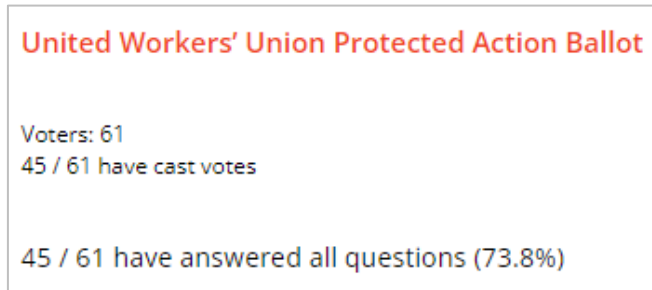 United Workers’ Union Protected Action Ballot
Voters: 61
45 / 61 have cast votes
45 / 61 have answered all questions (73.8%)